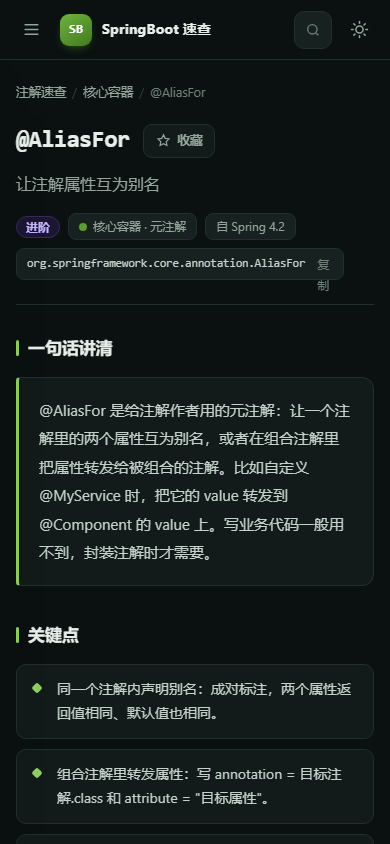 SB SpringBoot 速查
注解速查 / 核心容器 / @AliasFor
@AliasFor 收藏
让注解属性互为别名
进阶 核心容器 · 元注解 自 Spring 4.2
org.springframework.core.annotation.AliasFor 复
制
一句话讲清
@AliasFor 是给注解作者用的元注解：让一个注
解里的两个属性互为别名，或者在组合注解里
把属性转发给被组合的注解。比如自定义
@MyService 时，把它的 value 转发到
@Component 的 value 上。写业务代码一般用
不到，封装注解时才需要。
关键点
同一个注解内声明别名：成对标注，两个属性返
回值相同、默认值也相同。
组合注解里转发属性：写 annotation = 目标注
解.class 和 attribute = "目标属性"。